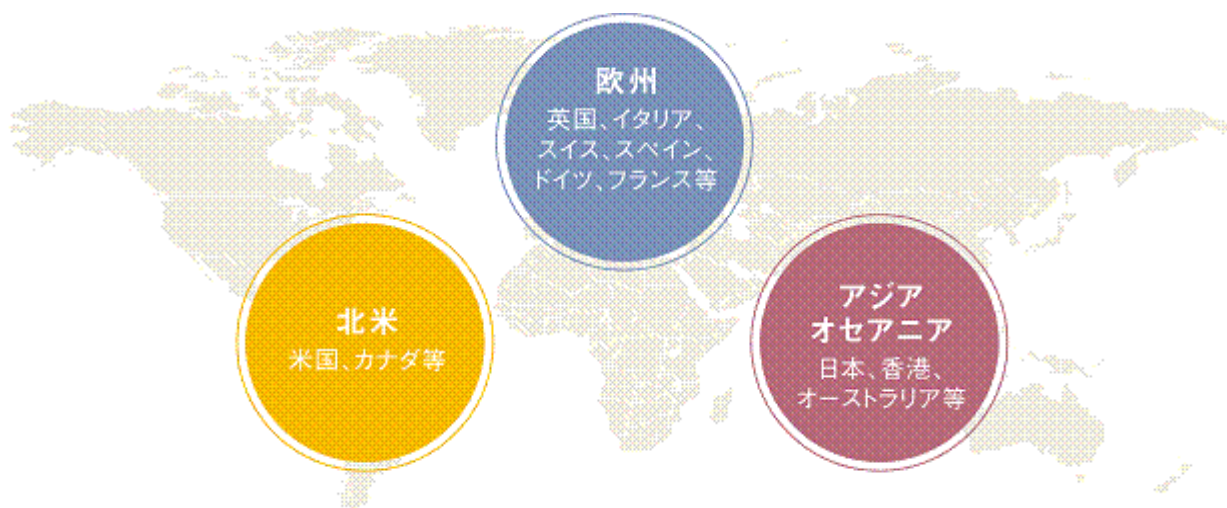 欧州
英国、イタリア、
スイス、スペイン、
ドイツ、フランス等
北米
米国、カナダ等
アジア
オセアニア
日本、香港、
オーストラリア等